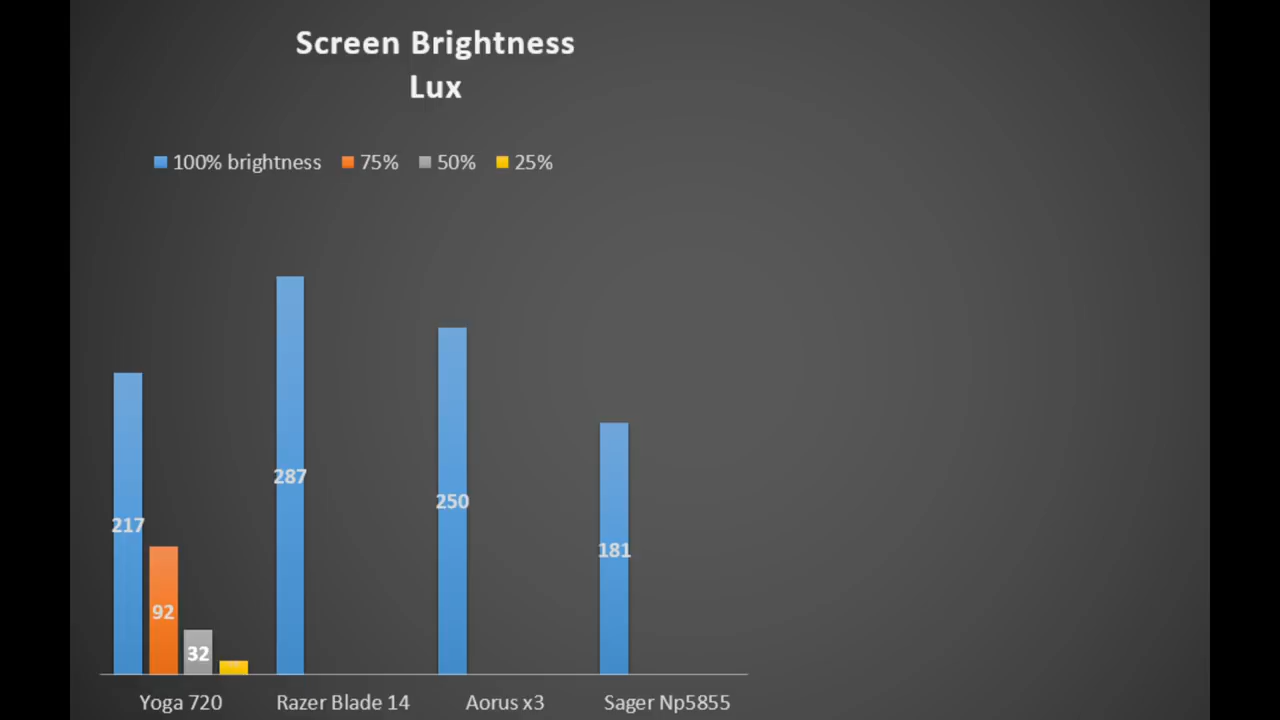 Screen Brightness
Lux
100% brightness 75% 50% 25%
287
250
217
181
92
32
Yoga 720 Razer Blade 14 Aorus x3 Sager Np5855